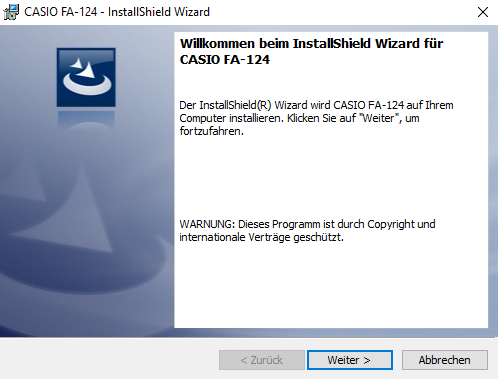 CASIO FA-124 - InstallShield Wizard
Willkommen beim InstallShield Wizard für
CASIO FA-124
Der InstallShield(R) Wizard wird CASIO FA-124 auf Ihrem
Computer installieren. Klicken Sie auf "Weiter", um
fortzufahren.
WARNUNG: Dieses Programm ist durch Copyright und
internationale Verträge geschützt.
< Zurück
Weiter >
Abbrechen